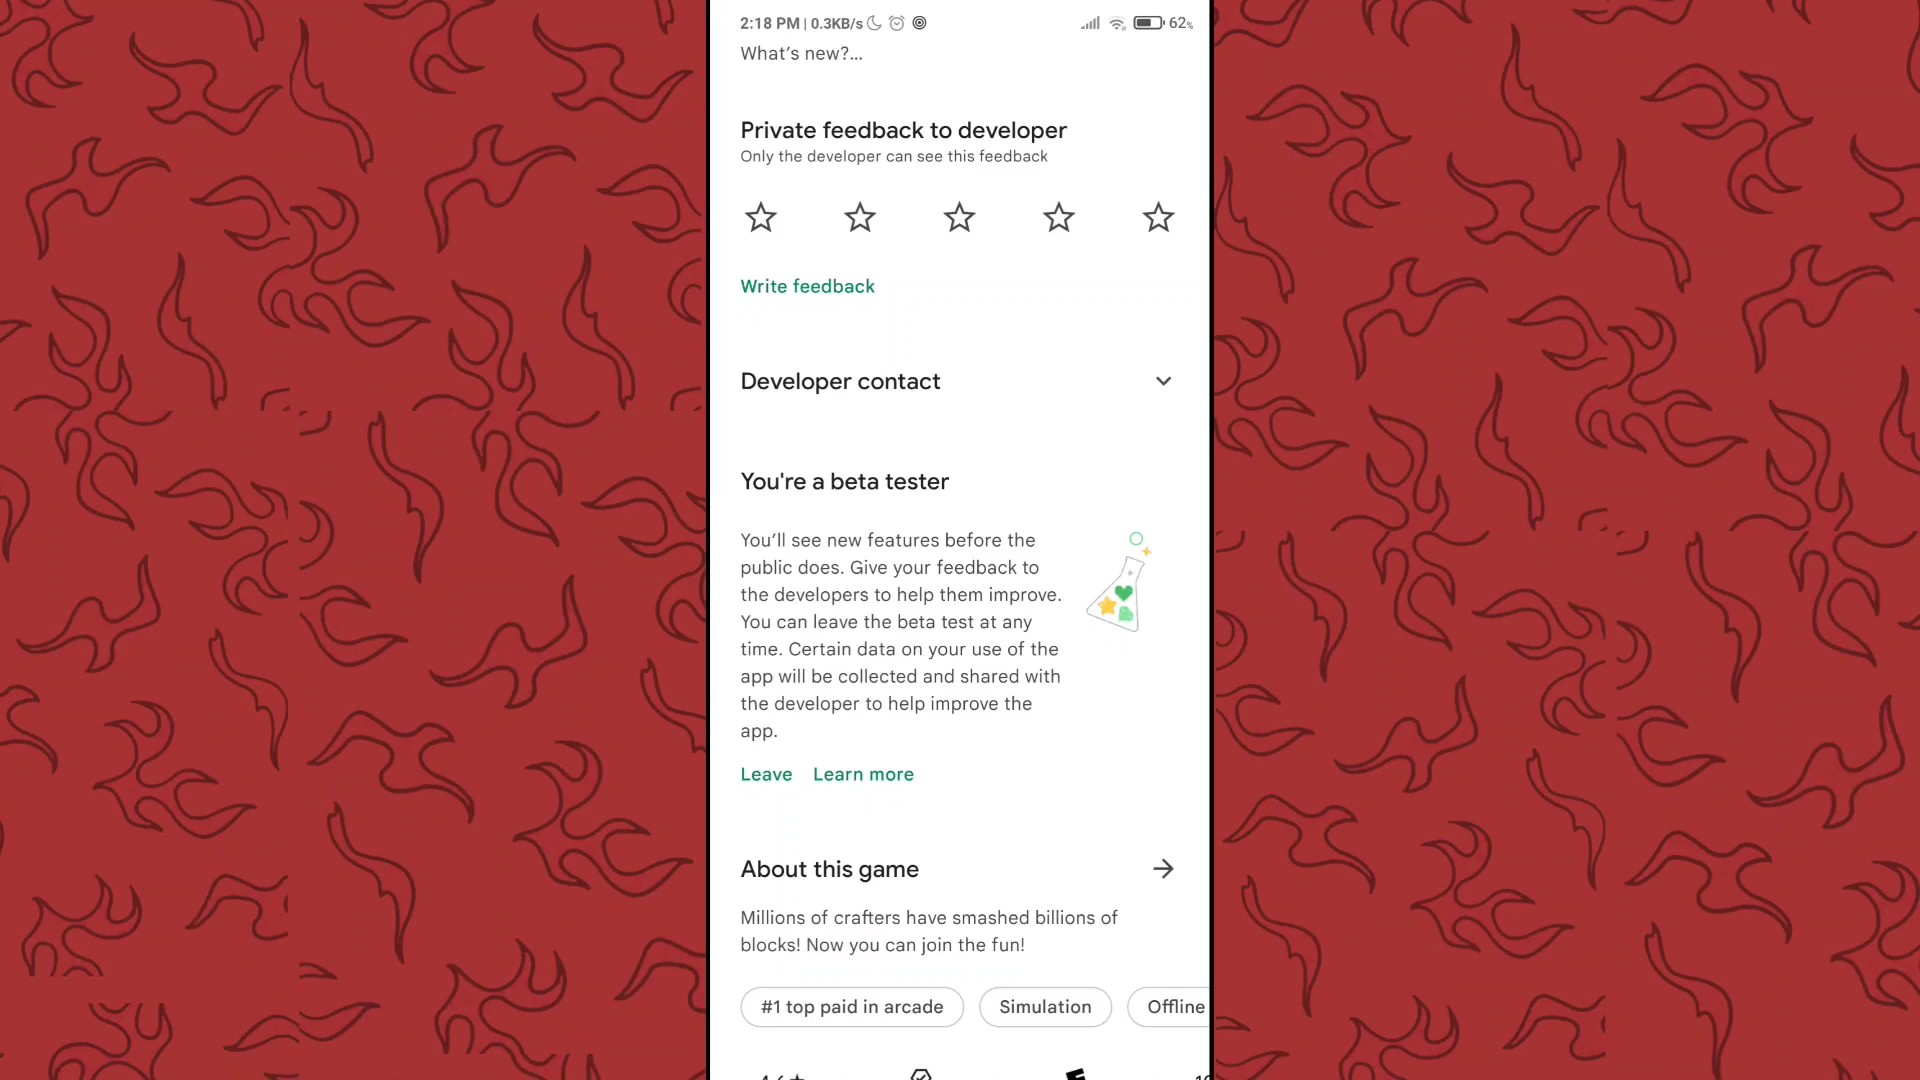 2:18 PM | 0.3KB/s 62%
What's new?...
Private feedback to developer
Only the developer can see this feedback
Write feedback
Developer contact
You're a beta tester
You'll see new features before the
public does. Give your feedback to
the developers to help them improve.
You can leave the beta test at any
time. Certain data on your use of the
app will be collected and shared with
the developer to help improve the
app.
Leave Learn more
About this game
Millions of crafters have smashed billions of
blocks! Now you can join the fun!
#1 top paid in arcade Simulation Offline